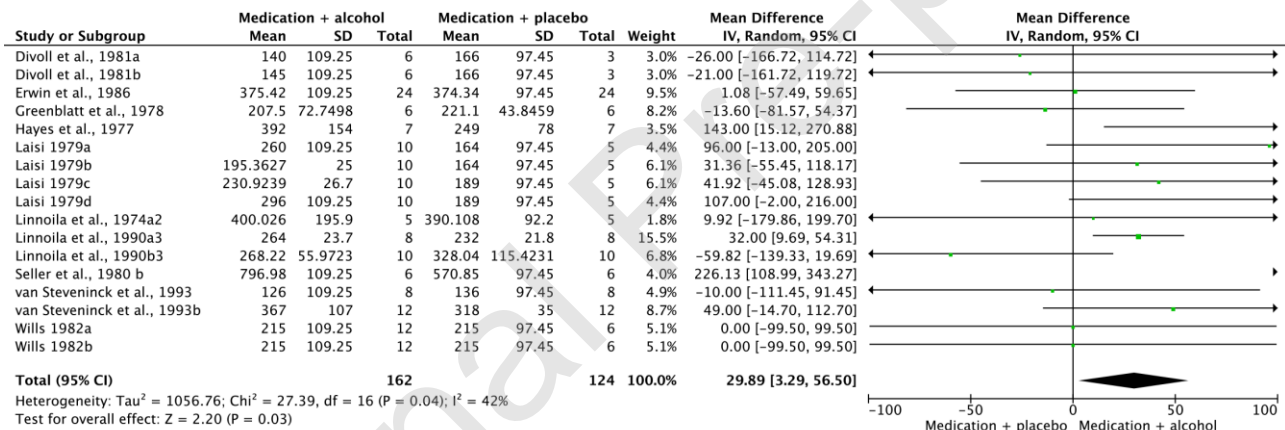 Medication + alcohol Medication + placebo Mean Difference Mean Difference
Study or Subgroup Mean SD Total Mean SD Total Weight IV, Random, 95% CI IV, Random, 95% CI
Divoll et al., 1981a 140 109.25 6 166 97.45 3 3.0% −26.00 [−166.72, 114.72]
Divoll et al., 1981b 145 109.25 6 166 97.45 3 3.0% −21.00 [−161.72, 119.72]
Erwin et al., 1986 375.42 109.25 24 374.34 97.45 24 9.5% 1.08 [−57.49, 59.65]
Greenblatt et al., 1978 207.5 72.7498 6 221.1 43.8459 6 8.2% −13.60 [−81.57, 54.37]
Hayes et al., 1977 392 154 7 249 78 7 3.5% 143.00 [15.12, 270.88]
Laisi 1979a 260 109.25 10 164 97.45 5 4.4% 96.00 [−13.00, 205.00]
Laisi 1979b 195.3627 25 10 164 97.45 5 6.1% 31.36 [−55.45, 118.17]
Laisi 1979c 230.9239 26.7 10 189 97.45 5 6.1% 41.92 [−45.08, 128.93]
Laisi 1979d 296 109.25 10 189 97.45 5 4.4% 107.00 [−2.00, 216.00]
Linnoila et al., 1974a2 400.026 195.9 5 390.108 92.2 5 1.8% 9.92 [−179.86, 199.70]
Linnoila et al., 1990a3 264 23.7 8 232 21.8 8 15.5% 32.00 [9.69, 54.31]
Linnoila et al., 1990b3 268.22 55.9723 10 328.04 115.4231 10 6.8% −59.82 [−139.33, 19.69]
Seller et al., 1980 b 796.98 109.25 6 570.85 97.45 6 4.0% 226.13 [108.99, 343.27]
van Steveninck et al., 1993 126 109.25 8 136 97.45 8 4.9% −10.00 [−111.45, 91.45]
van Steveninck et al., 1993b 367 107 12 318 35 12 8.7% 49.00 [−14.70, 112.70]
Wills 1982a 215 109.25 12 215 97.45 6 5.1% 0.00 [−99.50, 99.50]
Wills 1982b 215 109.25 12 215 97.45 6 5.1% 0.00 [−99.50, 99.50]
Total (95% CI) 162 124 100.0% 29.89 [3.29, 56.50]
Heterogeneity: Tau² = 1056.76; Chi² = 27.39, df = 16 (P = 0.04); I² = 42%
Test for overall effect: Z = 2.20 (P = 0.03)
−100 −50 0 50 100
Medication + placebo Medication + alcohol